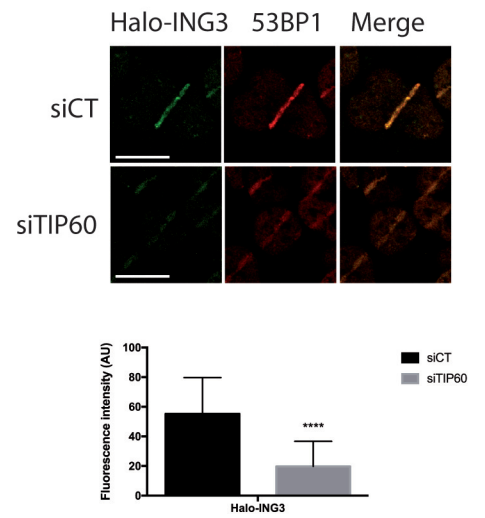 Halo-ING3 53BP1 Merge
siCT
siTIP60
Fluorescence intensity (AU)
100
80
60
40
20
0
****
Halo-ING3
siCT
siTIP60